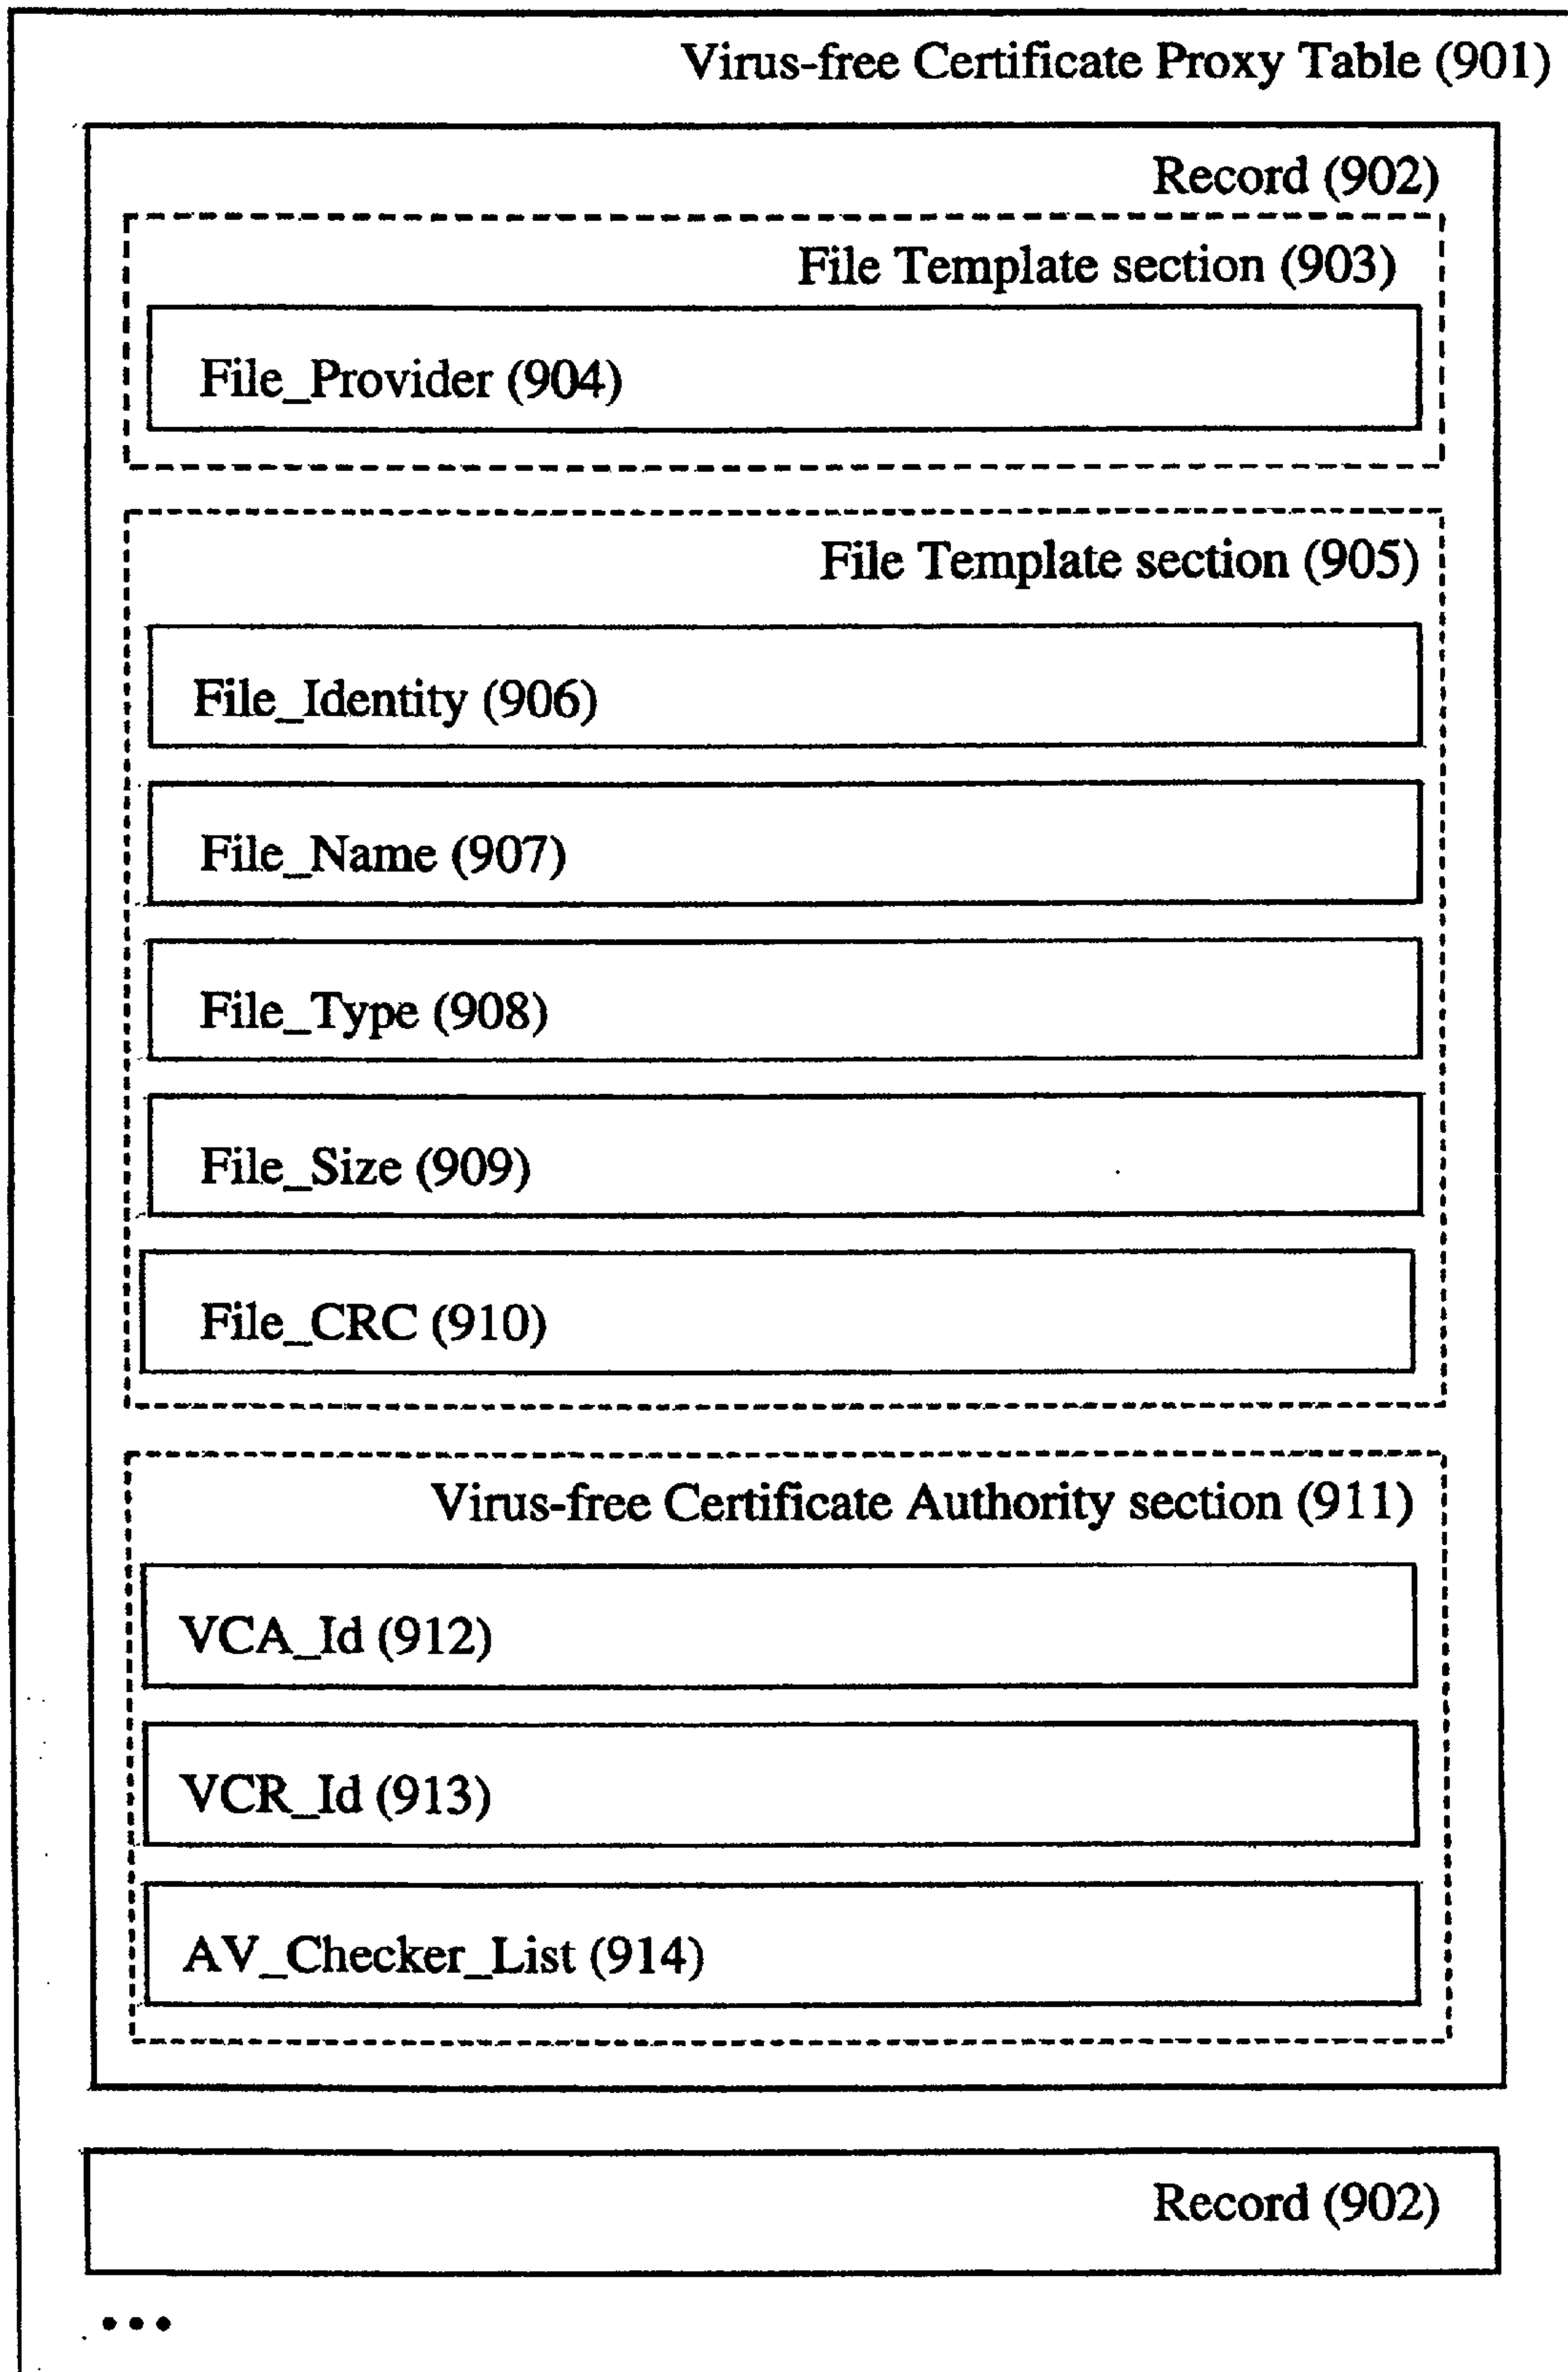 Virus-free Certificate Proxy Table (901)
Record (902)
File Template section (903)
File_Provider (904)
File Template section (905)
File_Identity (906)
File_Name (907)
File_Type (908)
File_Size (909)
File_CRC (910)
Virus-free Certificate Authority section (911)
VCA_Id (912)
VCR_Id (913)
AV_Checker_List (914)
Record (902)
•••